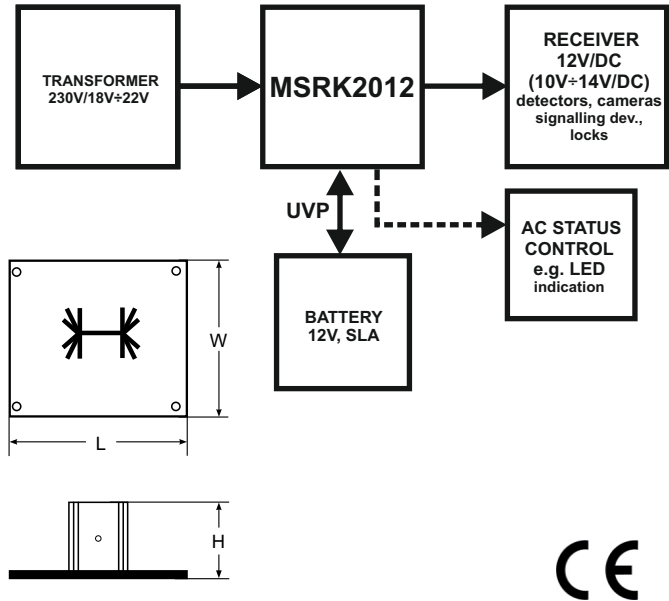 TRANSFORMER
230V/18V÷22V
MSRK2012
RECEIVER
12V/DC
(10V÷14V/DC)
detectors, cameras
signalling dev.,
locks
UVP
AC STATUS
CONTROL
e.g. LED
indication
BATTERY
12V, SLA
W
L
H
CE